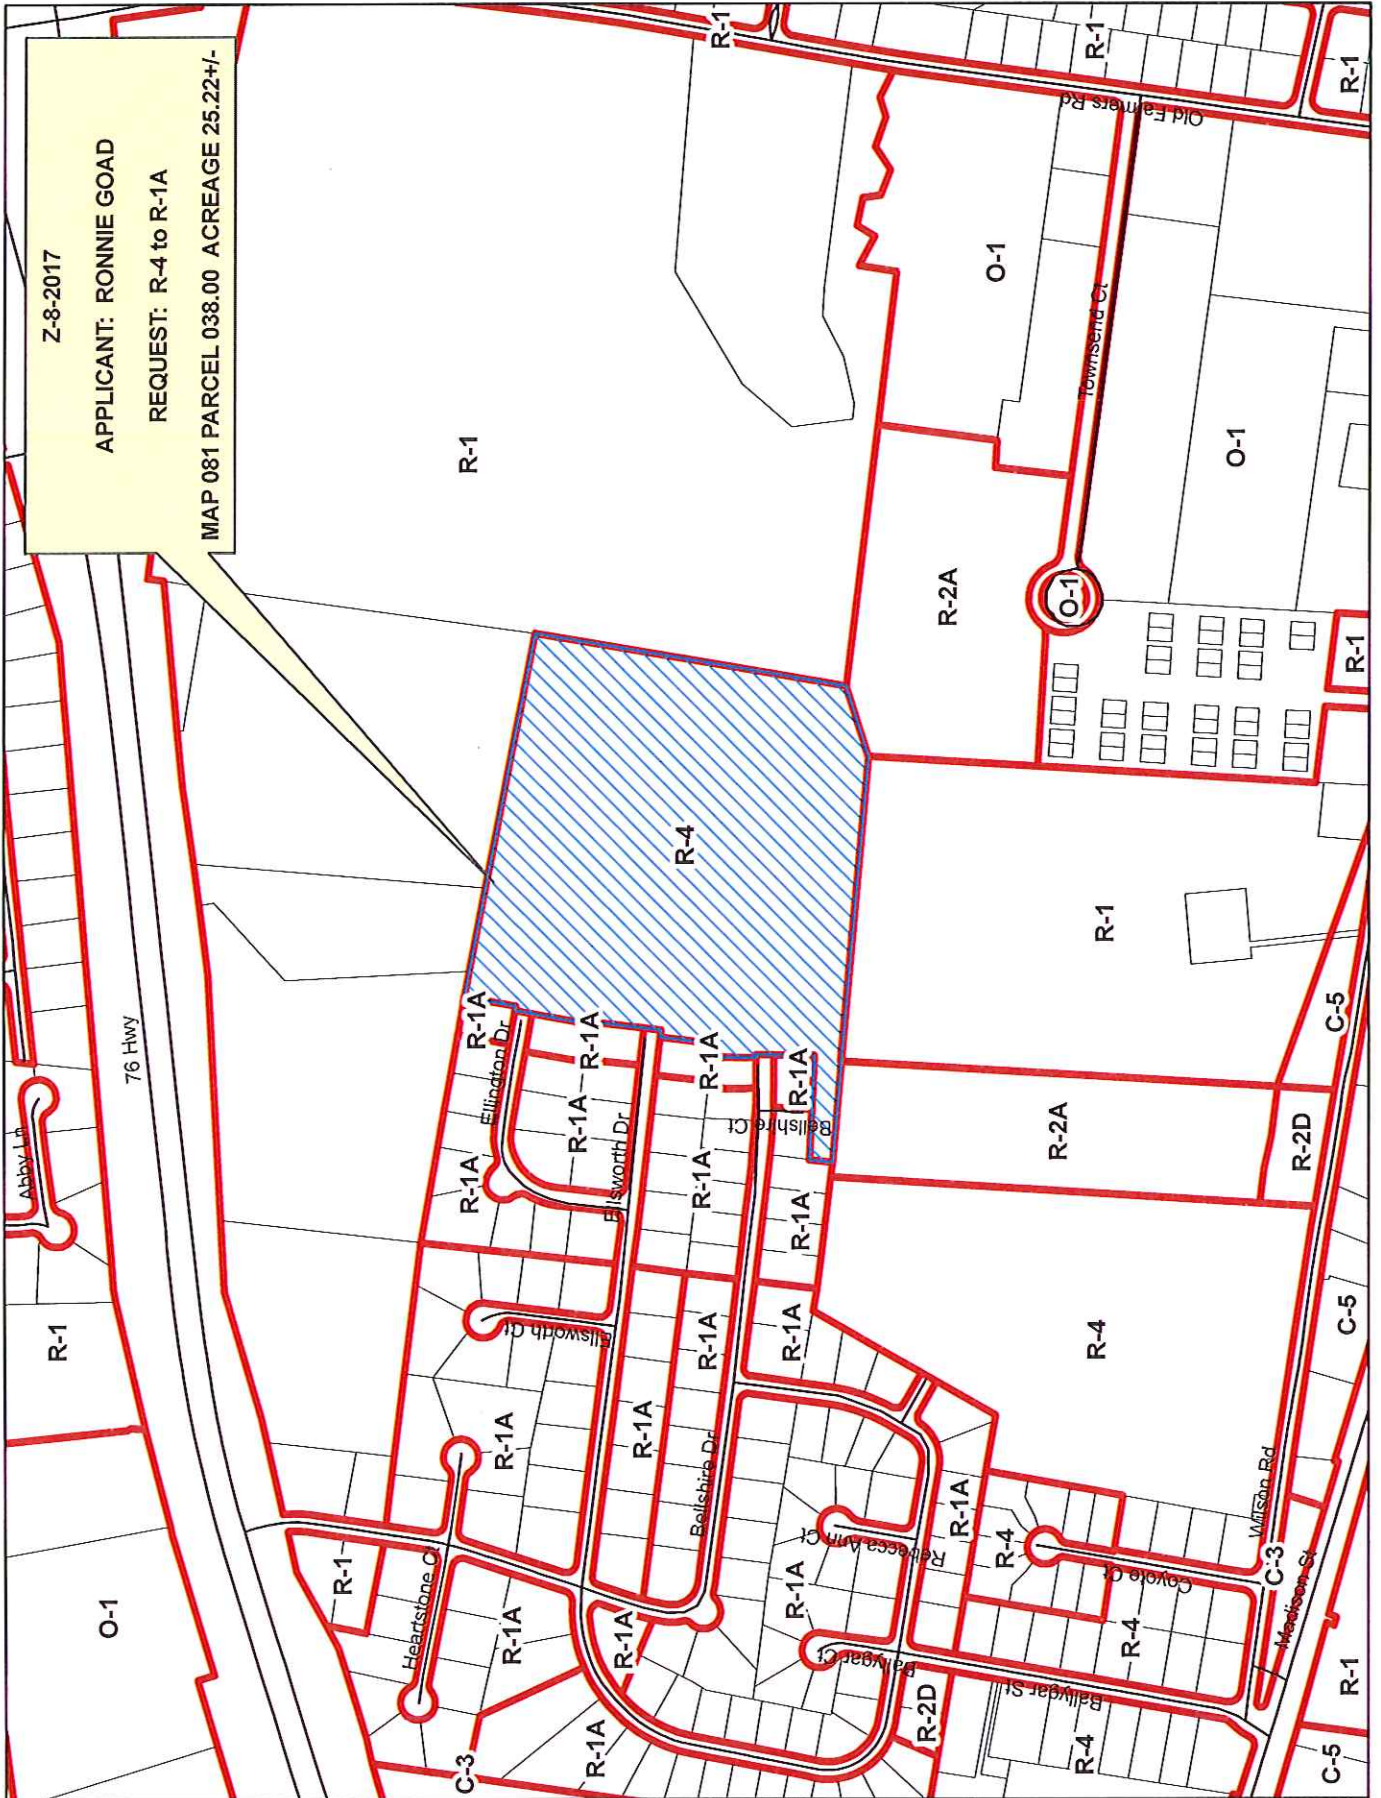 Z-8-2017
APPLICANT: RONNIE GOAD
REQUEST: R-4 to R-1A
MAP 081 PARCEL 038.00 ACREAGE 25.22+/-
O-1
R-1
Abby Ln
76 Hwy
R-1
R-1
Heartstone Ct
R-1A
R-1A
C-3
R-1A
R-1A
Ellsworth Ct
R-1A
R-1A
Ellington Dr
R-1A
R-1A
Ellsworth Dr
R-1A
R-1A
R-1A
R-1A
Bellshire Dr
R-1A
R-1A
R-1A
R-1A
Bellshire Ct
R-4
R-1
R-1
R-1
R-1
Old Farmers Rd
O-1
Townsend Ct
O-1
R-2A
O-1
R-1
R-1
R-2A
R-2D
C-5
R-4
C-5
R-1A
Rebecca Ann Ct
R-1A
Ballygar Ct
R-2D
Ballygar St
R-4
R-4
R-4
Coyote Ct
Wilson Rd
C-3
Madison St
R-1
C-5